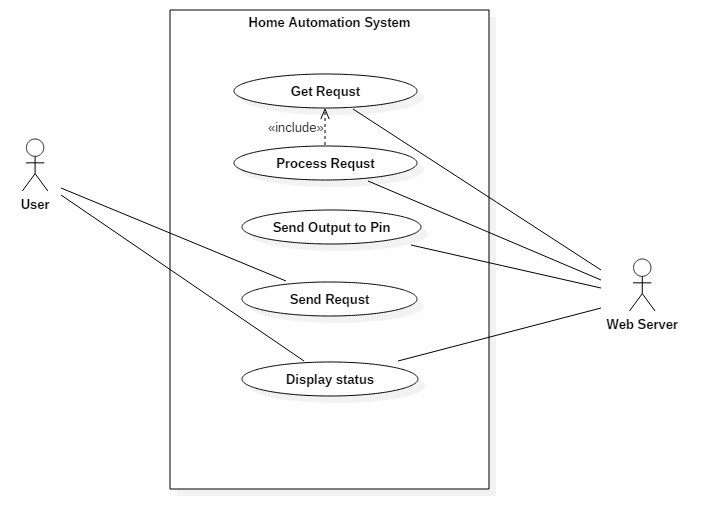 Home Automation System
Get Requst
«include»
Process Requst
User
Send Output to Pin
Send Requst
Web Server
Display status